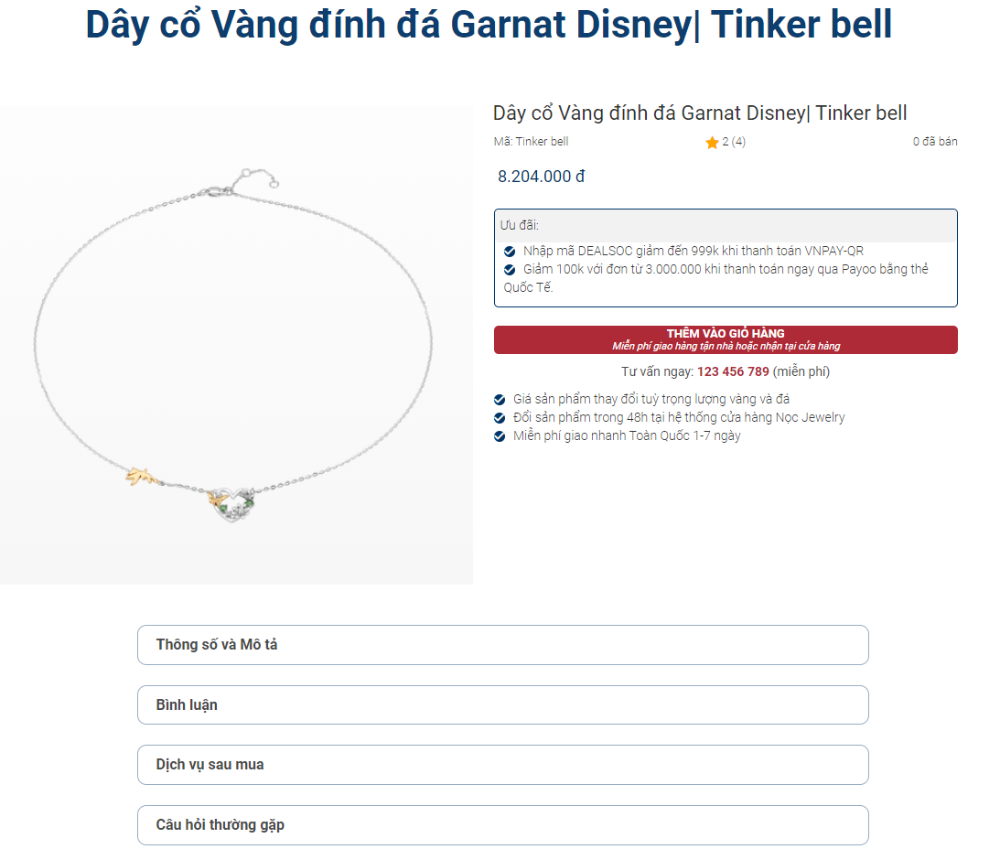 Dây cổ Vàng đính đá Garnat Disney| Tinker bell
Dây cổ Vàng đính đá Garnat Disney| Tinker bell
Mã: Tinker bell 2 (4) 0 đã bán
8.204.000 đ
Ưu đãi:
Nhập mã DEALSOC giảm đến 999k khi thanh toán VNPAY-QR
Giảm 100k với đơn từ 3.000.000 khi thanh toán ngay qua Payoo bằng thẻ
Quốc Tế.
THÊM VÀO GIỎ HÀNG
Miễn phí giao hàng tận nhà hoặc nhận tại cửa hàng
Tư vấn ngay: 123 456 789 (miễn phí)
Giá sản phẩm thay đổi tuỳ trọng lượng vàng và đá
Đổi sản phẩm trong 48h tại hệ thống cửa hàng Nọc Jewelry
Miễn phí giao nhanh Toàn Quốc 1-7 ngày
Thông số và Mô tả
Bình luận
Dịch vụ sau mua
Câu hỏi thường gặp